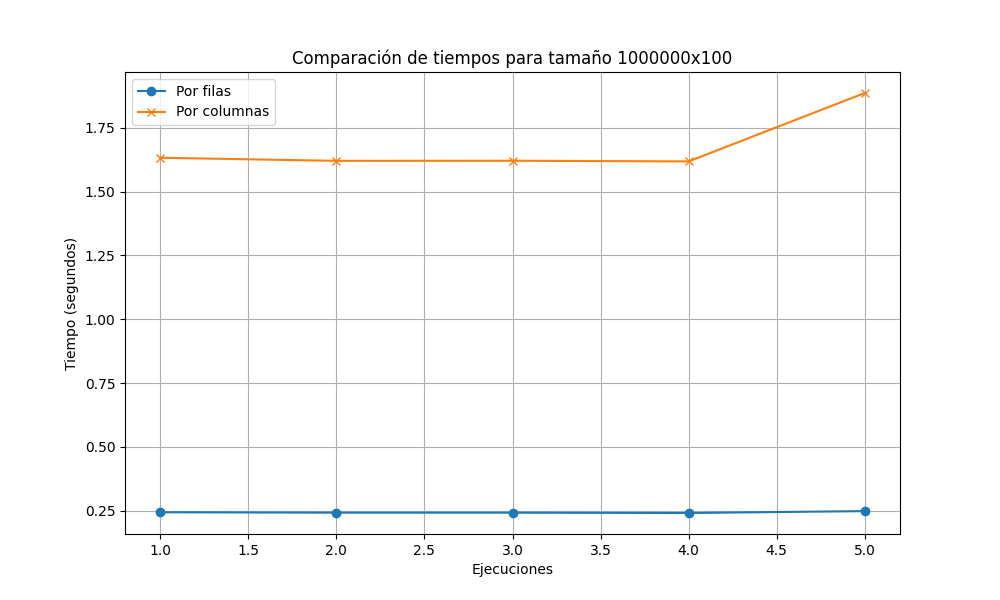 Comparación de tiempos para tamaño 1000000x100
Por filas
Por columnas
1.75
1.50
1.25
1.00
0.75
0.50
0.25
Tiempo (segundos)
1.0 1.5 2.0 2.5 3.0 3.5 4.0 4.5 5.0
Ejecuciones